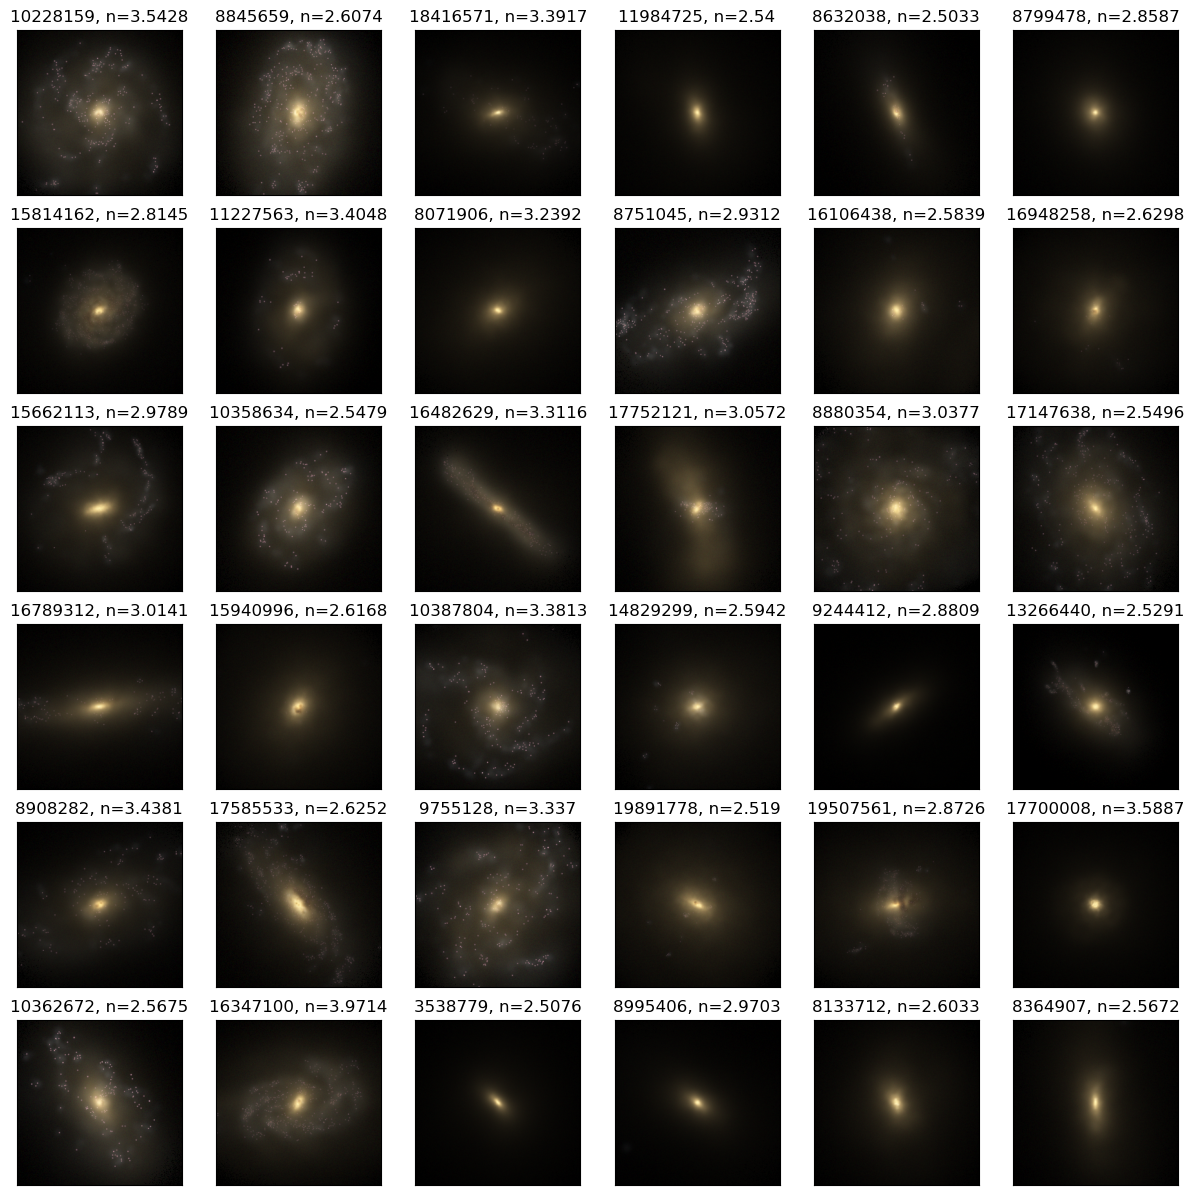 10228159, n=3.5428
8845659, n=2.6074
18416571, n=3.3917
11984725, n=2.54
8632038, n=2.5033
8799478, n=2.8587
15814162, n=2.8145
11227563, n=3.4048
8071906, n=3.2392
8751045, n=2.9312
16106438, n=2.5839
16948258, n=2.6298
15662113, n=2.9789
10358634, n=2.5479
16482629, n=3.3116
17752121, n=3.0572
8880354, n=3.0377
17147638, n=2.5496
16789312, n=3.0141
15940996, n=2.6168
10387804, n=3.3813
14829299, n=2.5942
9244412, n=2.8809
13266440, n=2.5291
8908282, n=3.4381
17585533, n=2.6252
9755128, n=3.337
19891778, n=2.519
19507561, n=2.8726
17700008, n=3.5887
10362672, n=2.5675
16347100, n=3.9714
3538779, n=2.5076
8995406, n=2.9703
8133712, n=2.6033
8364907, n=2.5672